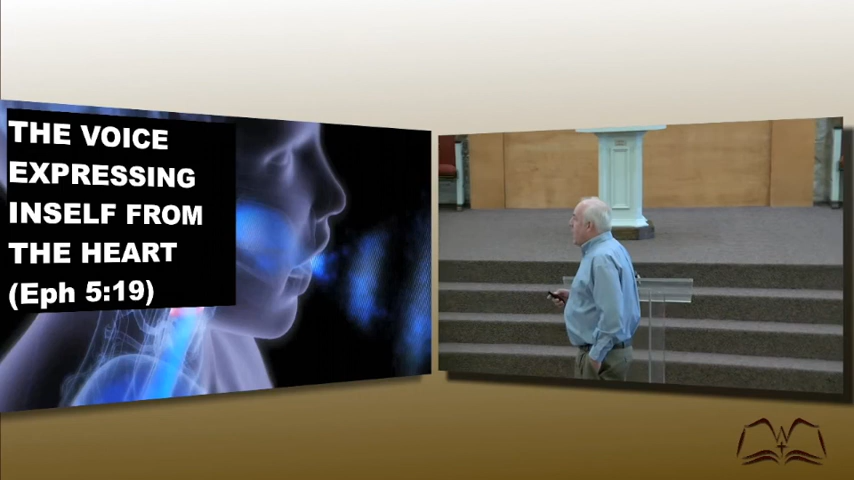 THE VOICE
EXPRESSING
INSELF FROM
THE HEART
(Eph 5:19)